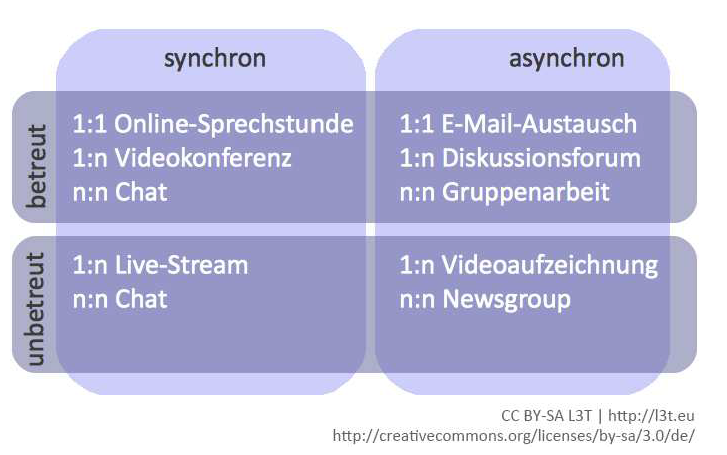 synchron
asynchron
betreut
1:1 Online-Sprechstunde
1:n Videokonferenz
n:n Chat
1:1 E-Mail-Austausch
1:n Diskussionsforum
n:n Gruppenarbeit
unbetreut
1:n Live-Stream
n:n Chat
1:n Videoaufzeichnung
n:n Newsgroup
CC BY-SA L3T | http://l3t.eu
http://creativecommons.org/licenses/by-sa/3.0/de/